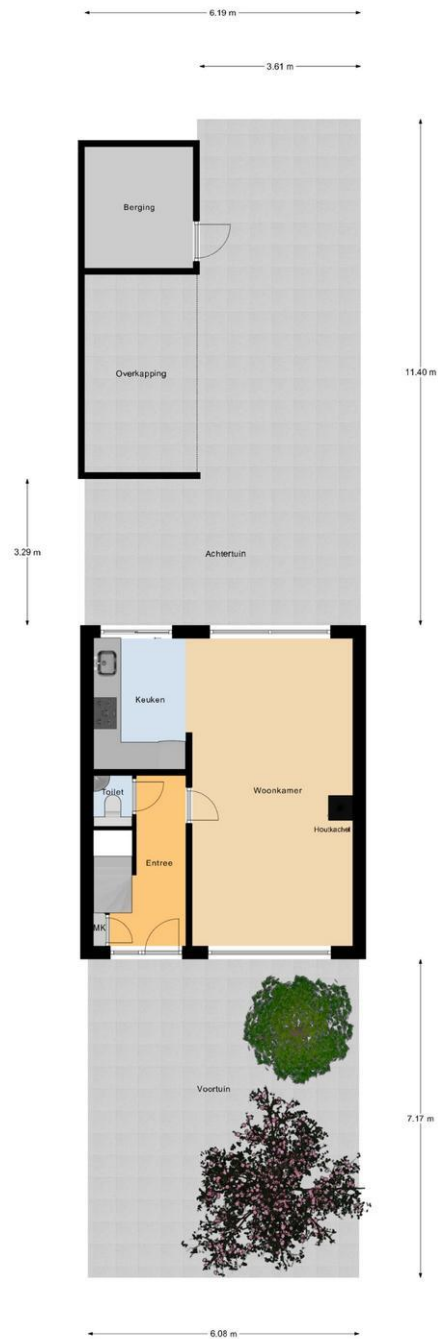 6.19 m
3.61 m
Berging
11.40 m
Overkapping
3.29 m
Achtertuin
Keuken
Toilet
Woonkamer
Houtkachel
Entree
MK
Voortuin
7.17 m
6.08 m